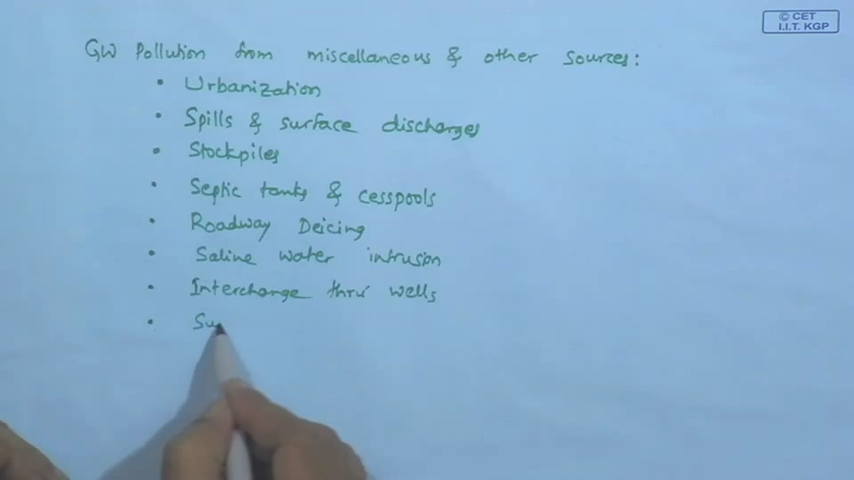 © CET
I.I.T. KGP
GW Pollution from miscellaneous & other sources:
• Urbanization
• Spills & surface discharges
• Stockpiles
• Septic tanks & cesspools
• Roadway Deicing
• Saline water intrusion
• Interchange thru' wells
• Su